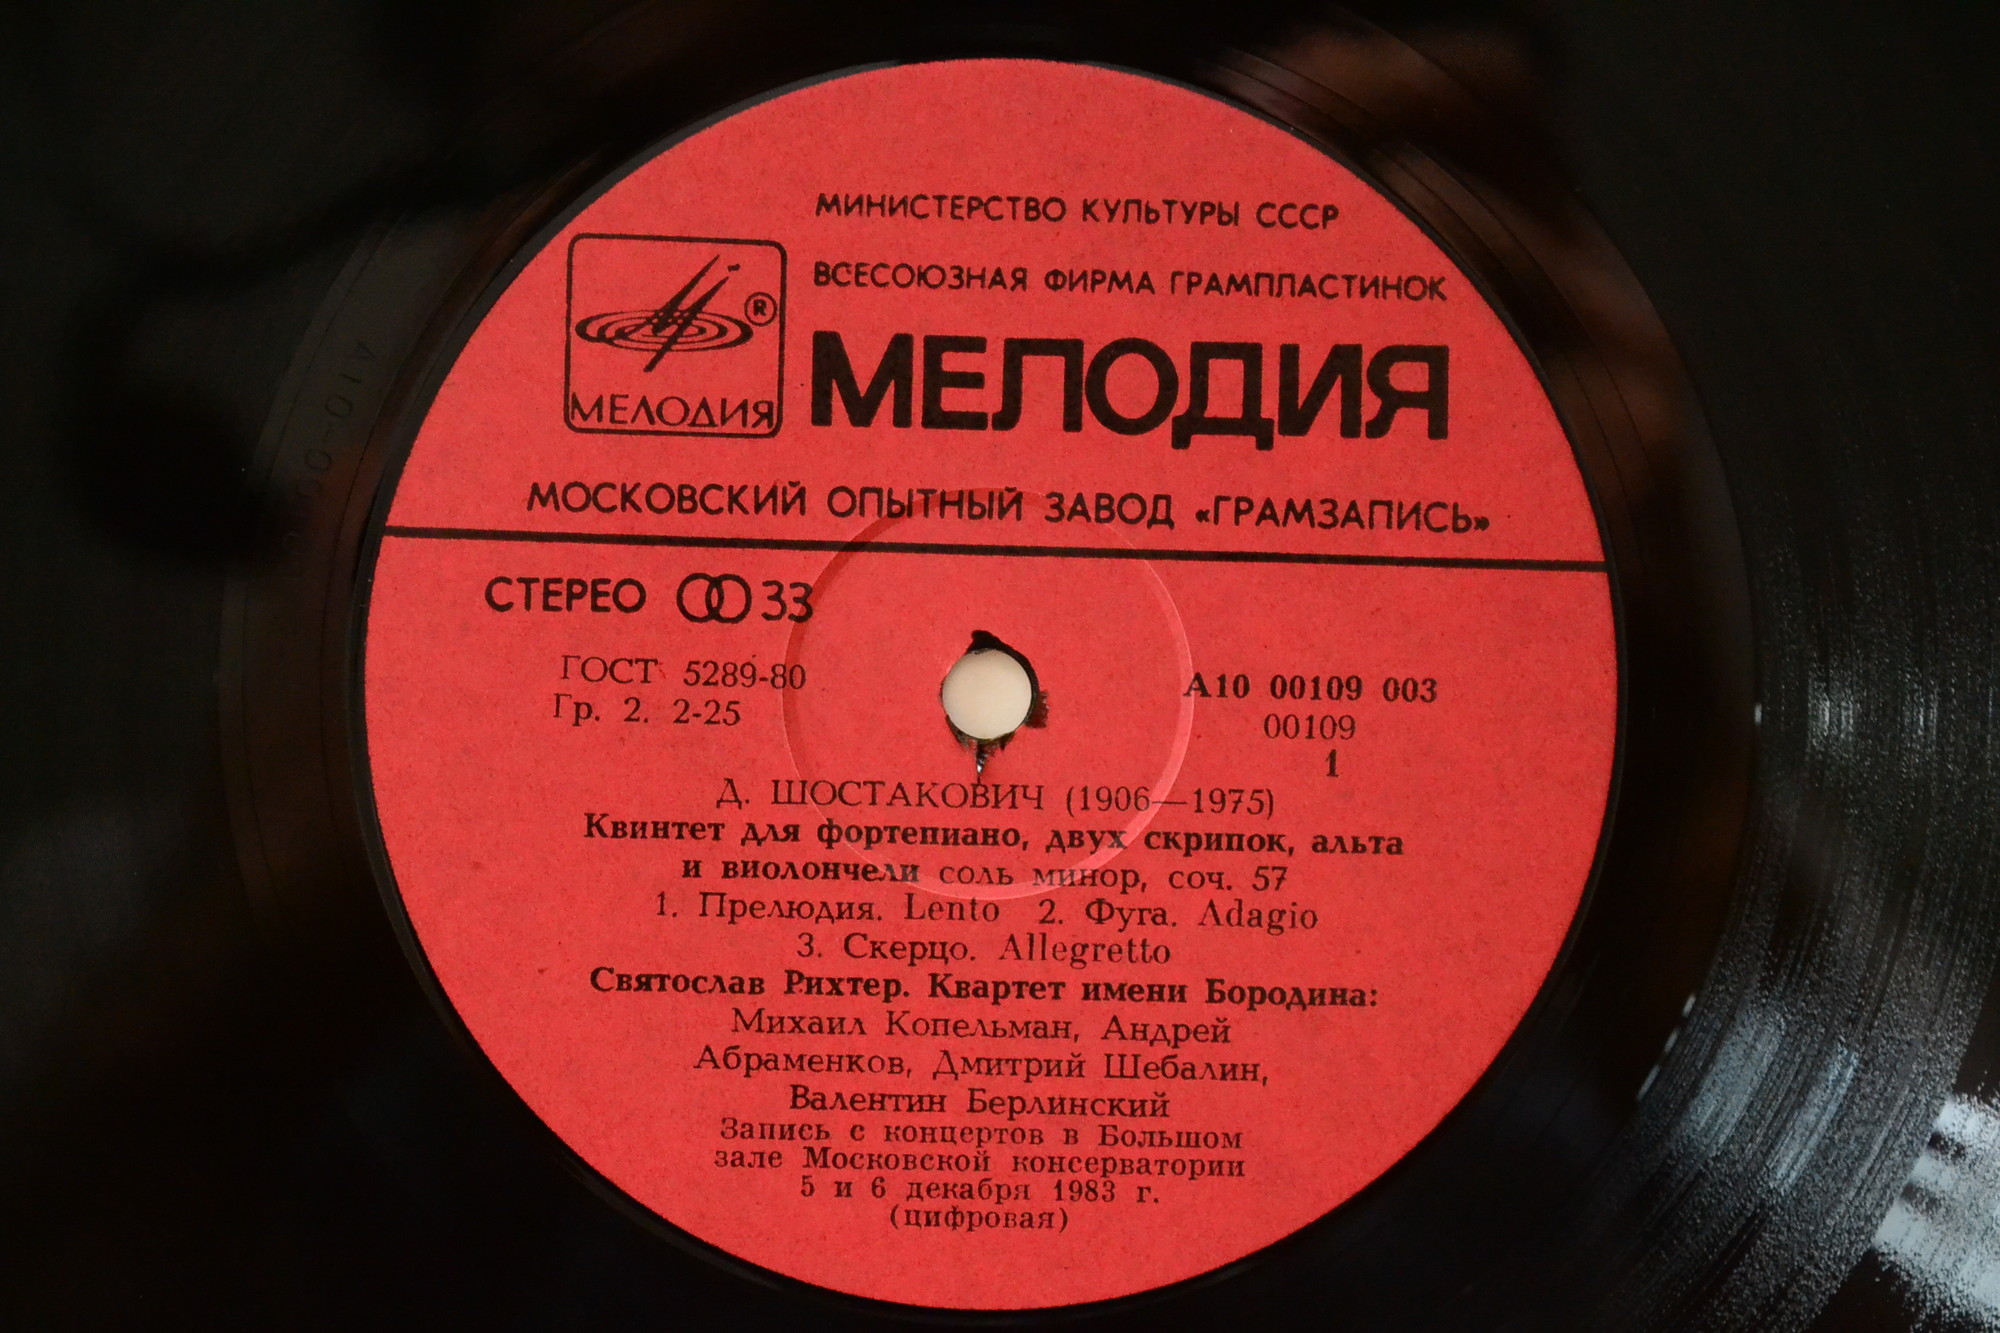 МИНИСТЕРСТВО КУЛЬТУРЫ СССР
ВСЕСОЮЗНАЯ ФИРМА ГРАМПЛАСТИНОК
МЕЛОДИЯ ®
МЕЛОДИЯ
МОСКОВСКИЙ ОПЫТНЫЙ ЗАВОД «ГРАМЗАПИСЬ»
СТЕРЕО 33
ГОСТ 5289-80
Гр. 2. 2-25
А10 00109 003
00109
1
Д. ШОСТАКОВИЧ (1906—1975)
Квинтет для фортепиано, двух скрипок, альта
и виолончели соль минор, соч. 57
1. Прелюдия. Lento 2. Фуга. Adagio
3. Скерцо. Allegretto
Святослав Рихтер. Квартет имени Бородина:
Михаил Копельман, Андрей
Абраменков, Дмитрий Шебалин,
Валентин Берлинский
Запись с концертов в Большом
зале Московской консерватории
5 и 6 декабря 1983 г.
(цифровая)